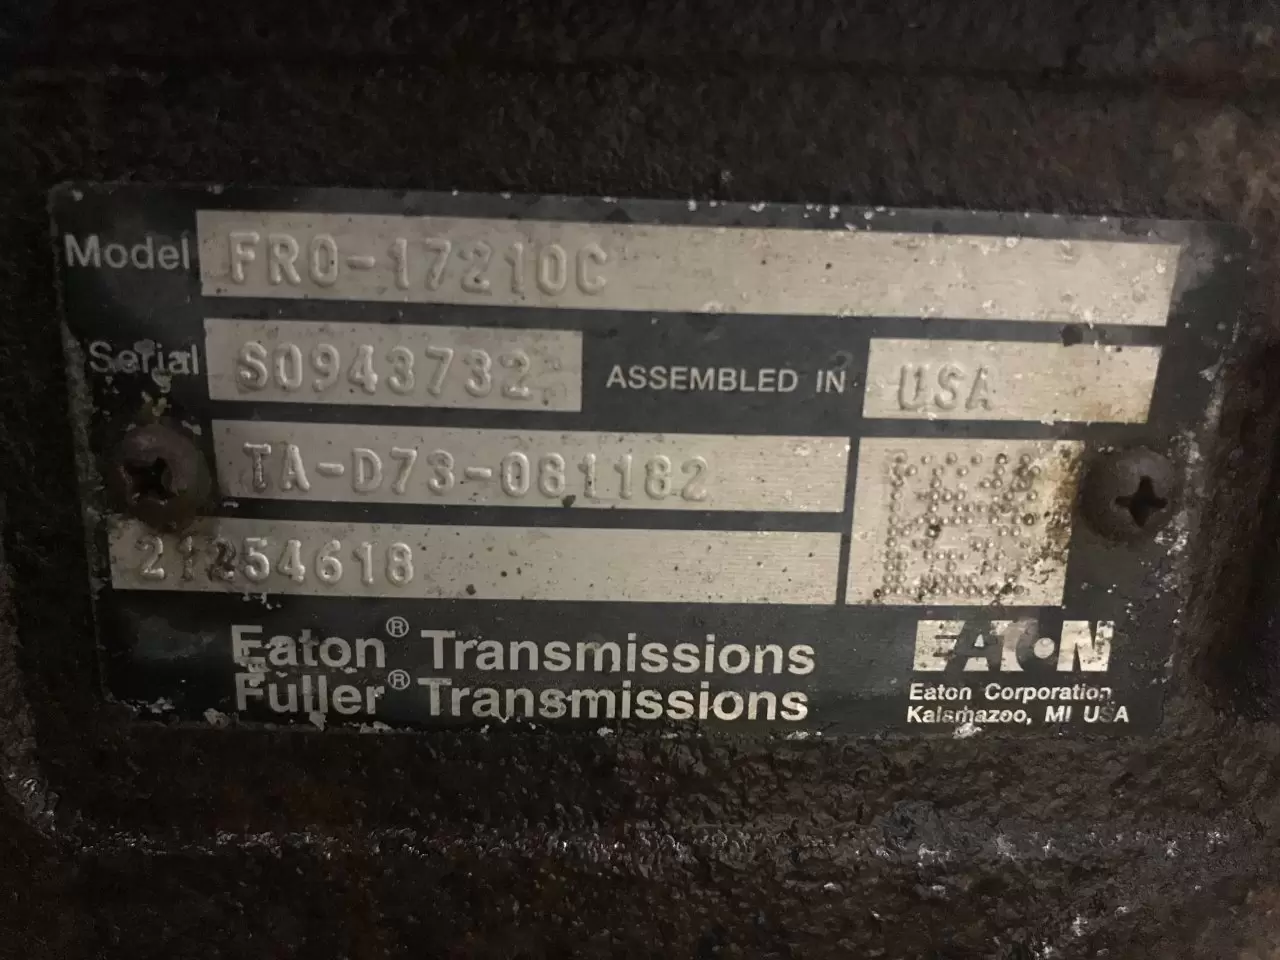 Model FRO-17210C
Serial S0943732 ASSEMBLED IN USA
TA-D73-081182
21254618
Eaton® Transmissions
Fuller® Transmissions
EATON
Eaton Corporation
Kalamazoo, MI USA